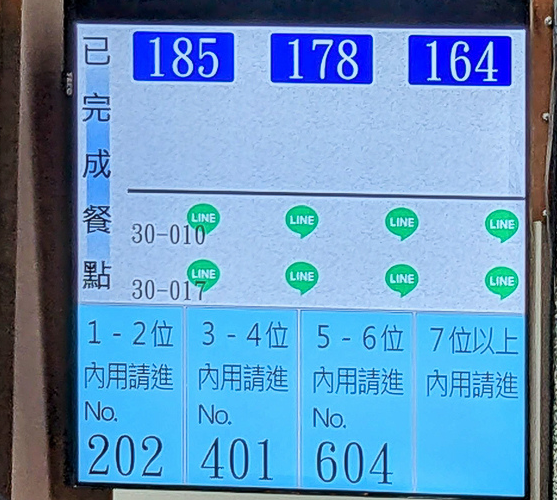 已完成餐點
185 178 164
LINE LINE LINE LINE
30-010
LINE LINE LINE LINE
30-017
1-2位 3-4位 5-6位 7位以上
內用請進 內用請進 內用請進 內用請進
No. No. No.
202 401 604